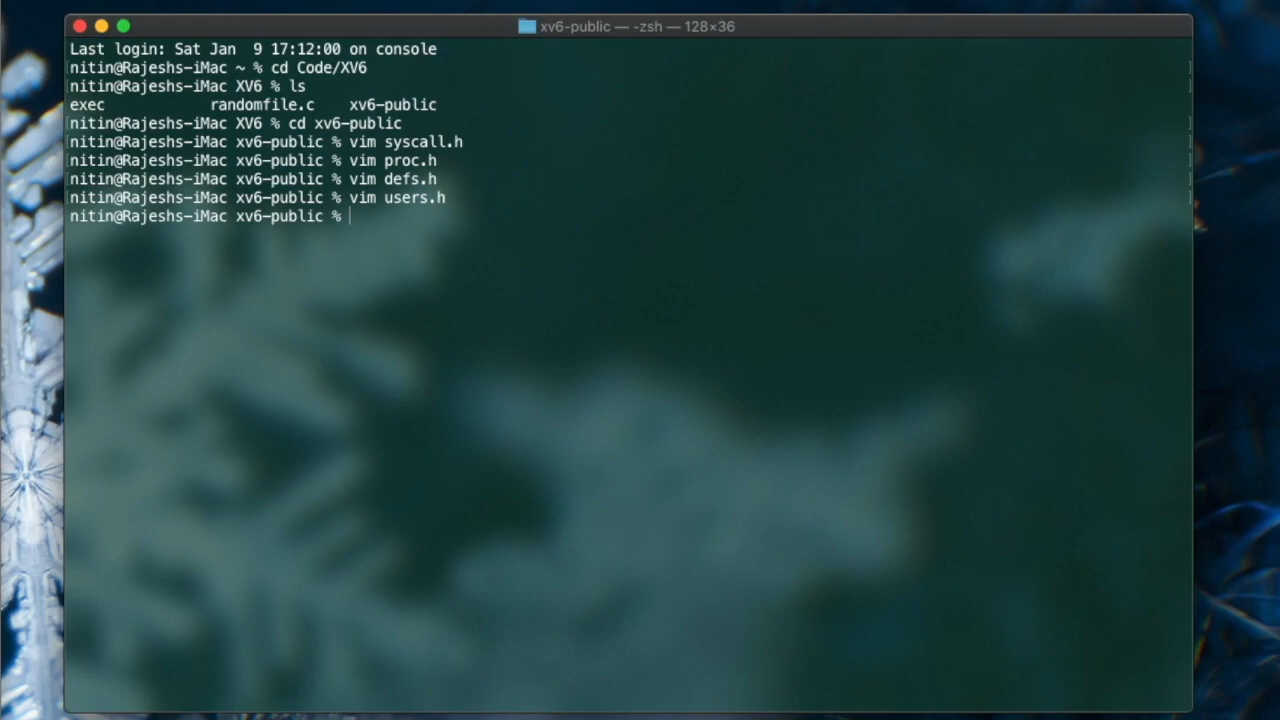 xv6-public — -zsh — 128×36
Last login: Sat Jan  9 17:12:00 on console
nitin@Rajeshs-iMac ~ % cd Code/XV6
nitin@Rajeshs-iMac XV6 % ls
exec            randomfile.c    xv6-public
nitin@Rajeshs-iMac XV6 % cd xv6-public
nitin@Rajeshs-iMac xv6-public % vim syscall.h
nitin@Rajeshs-iMac xv6-public % vim proc.h
nitin@Rajeshs-iMac xv6-public % vim defs.h
nitin@Rajeshs-iMac xv6-public % vim users.h
nitin@Rajeshs-iMac xv6-public %